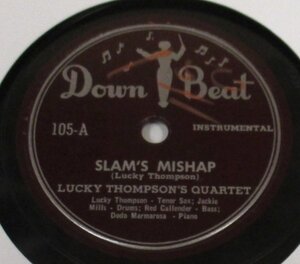 Down Beat
105-A
INSTRUMENTAL
SLAM'S MISHAP
(Lucky Thompson)
LUCKY THOMPSON'S QUARTET
Lucky Thompson - Tenor Sax; Jackie
Mills - Drums; Red Callender - Bass;
Dodo Marmarosa - Piano